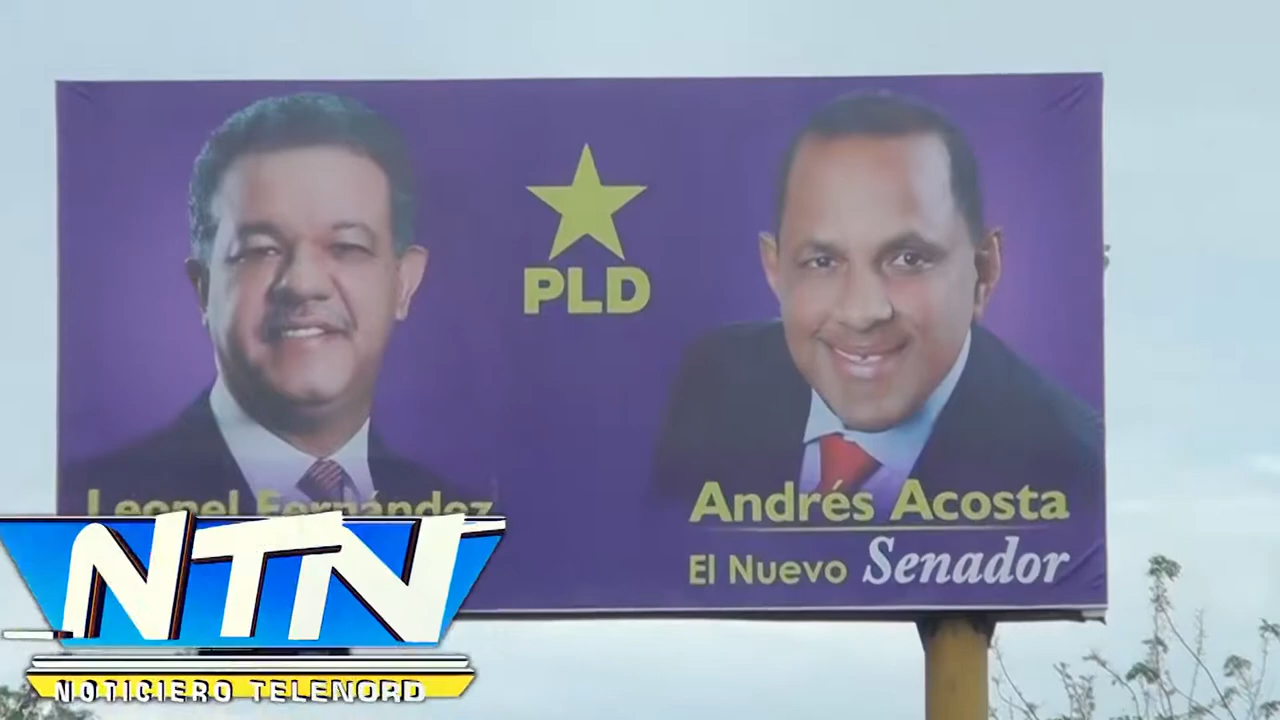 PLD
Leonel Fernández
Andrés Acosta
El Nuevo Senador
NTN
NOTICIERO TELENORD